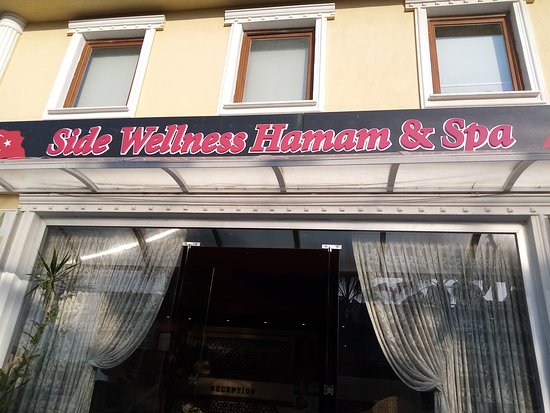 Side Wellness Hamam & Spa
RECEPTION